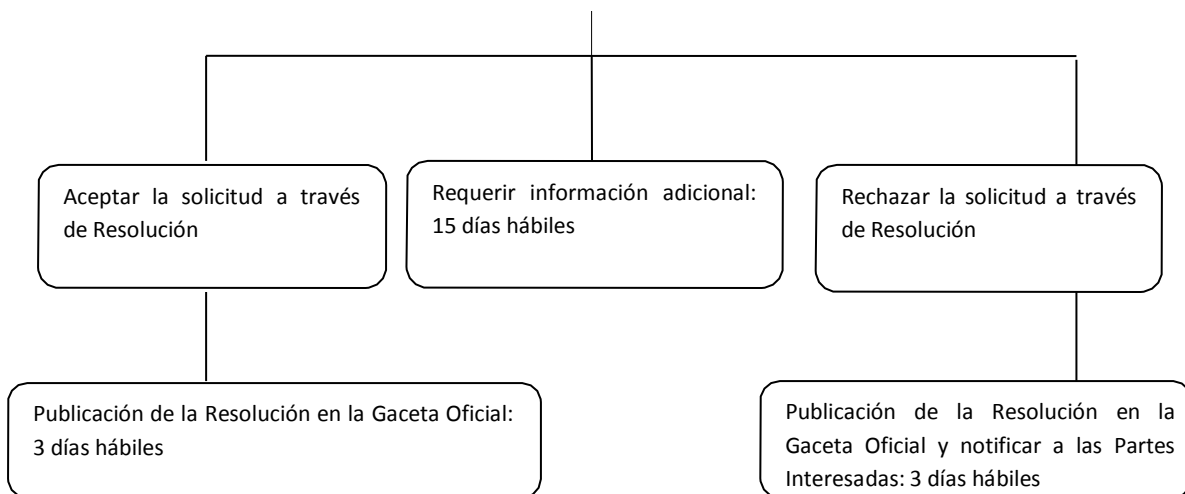 Aceptar la solicitud a través
de Resolución
Requerir información adicional:
15 días hábiles
Rechazar la solicitud a través
de Resolución
Publicación de la Resolución en la Gaceta Oficial:
3 días hábiles
Publicación de la Resolución en la
Gaceta Oficial y notificar a las Partes
Interesadas: 3 días hábiles